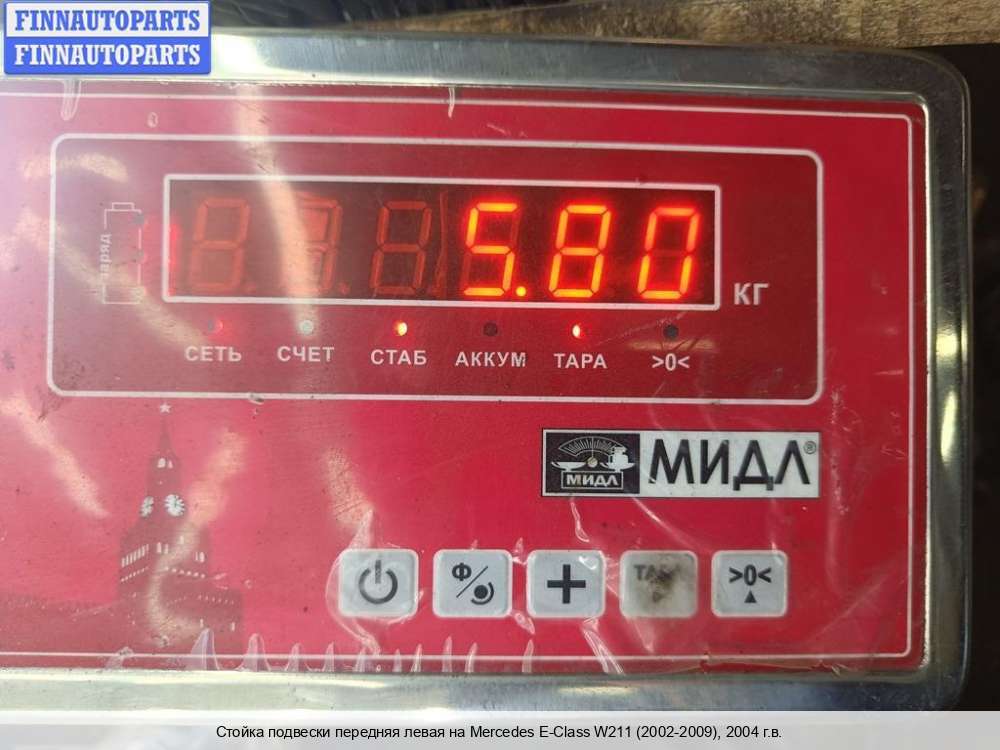 FINNAUTOPARTS
FINNAUTOPARTS
заряд
5.80
КГ
СЕТЬ СЧЕТ СТАБ АККУМ ТАРА >0<
МИДЛ МИДЛ®
Ф >0<
Стойка подвески передняя левая на Mercedes E-Class W211 (2002-2009), 2004 г.в.